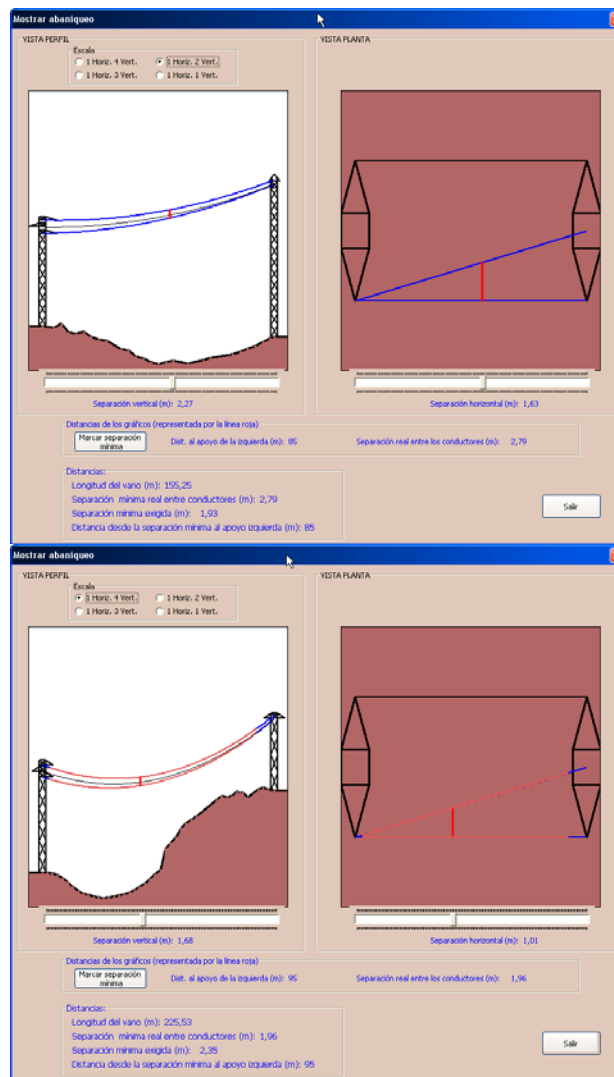 Mostrar abaniqueo
VISTA PERFIL
Escala
1 Horiz. 4 Vert.
1 Horiz. 2 Vert.
1 Horiz. 3 Vert.
1 Horiz. 1 Vert.
VISTA PLANTA
Separación vertical (m): 2,27
Separación horizontal (m): 1,63
Distancias de los gráficos (representada por la línea roja)
Marcar separación
mínima
Dist. al apoyo de la izquierda (m): 85
Separación real entre los conductores (m): 2,79
Distancias:
Longitud del vano (m): 155,25
Separación mínima real entre conductores (m): 2,79
Separación mínima exigida (m): 1,93
Distancia desde la separación mínima al apoyo izquierda (m): 85
Salir
Mostrar abaniqueo
VISTA PERFIL
Escala
1 Horiz. 4 Vert.
1 Horiz. 2 Vert.
1 Horiz. 3 Vert.
1 Horiz. 1 Vert.
VISTA PLANTA
Separación vertical (m): 1,68
Separación horizontal (m): 1,01
Distancias de los gráficos (representada por la línea roja)
Marcar separación
mínima
Dist. al apoyo de la izquierda (m): 95
Separación real entre los conductores (m): 1,96
Distancias:
Longitud del vano (m): 225,53
Separación mínima real entre conductores (m): 1,96
Separación mínima exigida (m): 2,35
Distancia desde la separación mínima al apoyo izquierda (m): 95
Salir